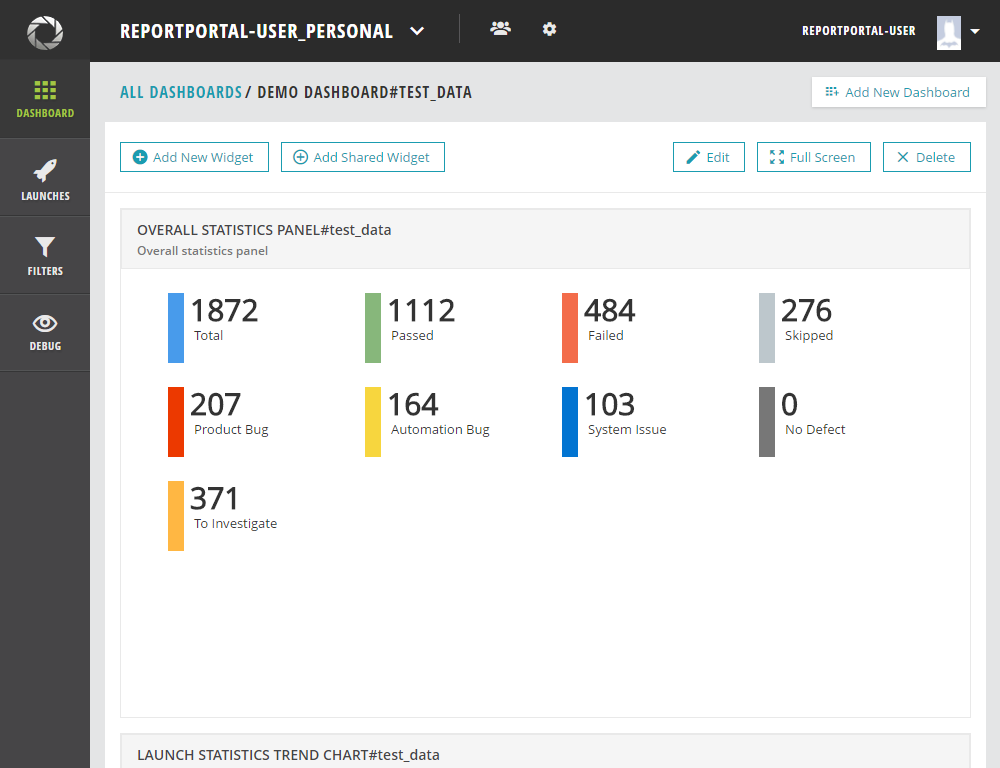 REPORTPORTAL-USER_PERSONAL
REPORTPORTAL-USER
DASHBOARD
LAUNCHES
FILTERS
DEBUG
ALL DASHBOARDS / DEMO DASHBOARD#TEST_DATA
Add New Dashboard
Add New Widget
Add Shared Widget
Edit
Full Screen
Delete
OVERALL STATISTICS PANEL#test_data
Overall statistics panel
1872
Total
1112
Passed
484
Failed
276
Skipped
207
Product Bug
164
Automation Bug
103
System Issue
0
No Defect
371
To Investigate
LAUNCH STATISTICS TREND CHART#test_data